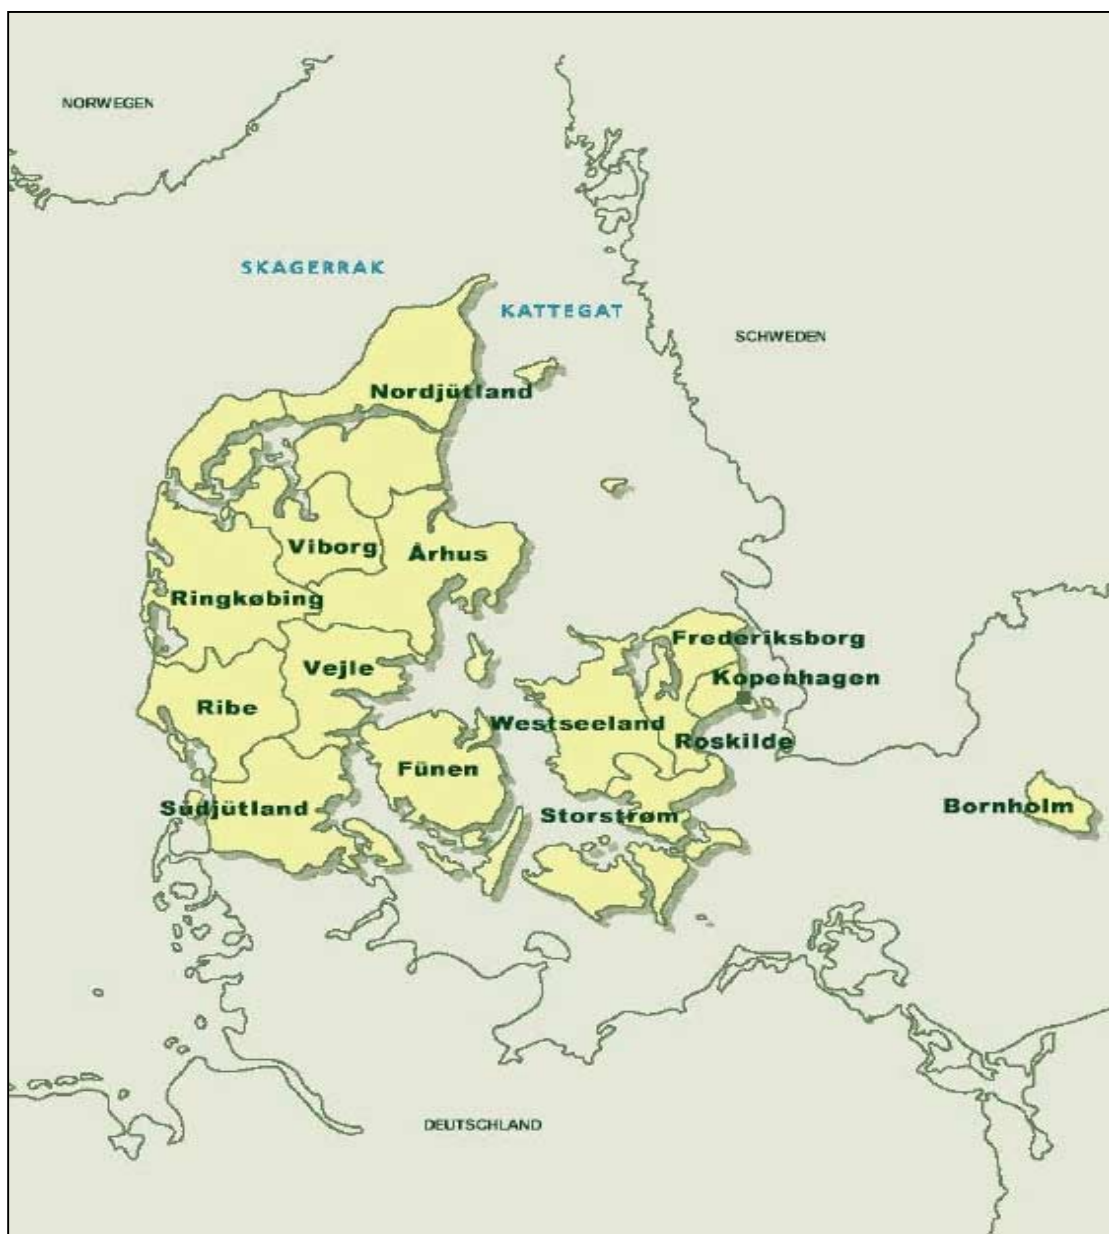 NORWEGEN
SKAGERRAK
KATTEGAT
SCHWEDEN
Nordjütland
Viborg
Århus
Ringkøbing
Frederiksborg
Vejle
Kopenhagen
Ribe
Westseeland
Roskilde
Fünen
Südjütland
Storstrøm
Bornholm
DEUTSCHLAND